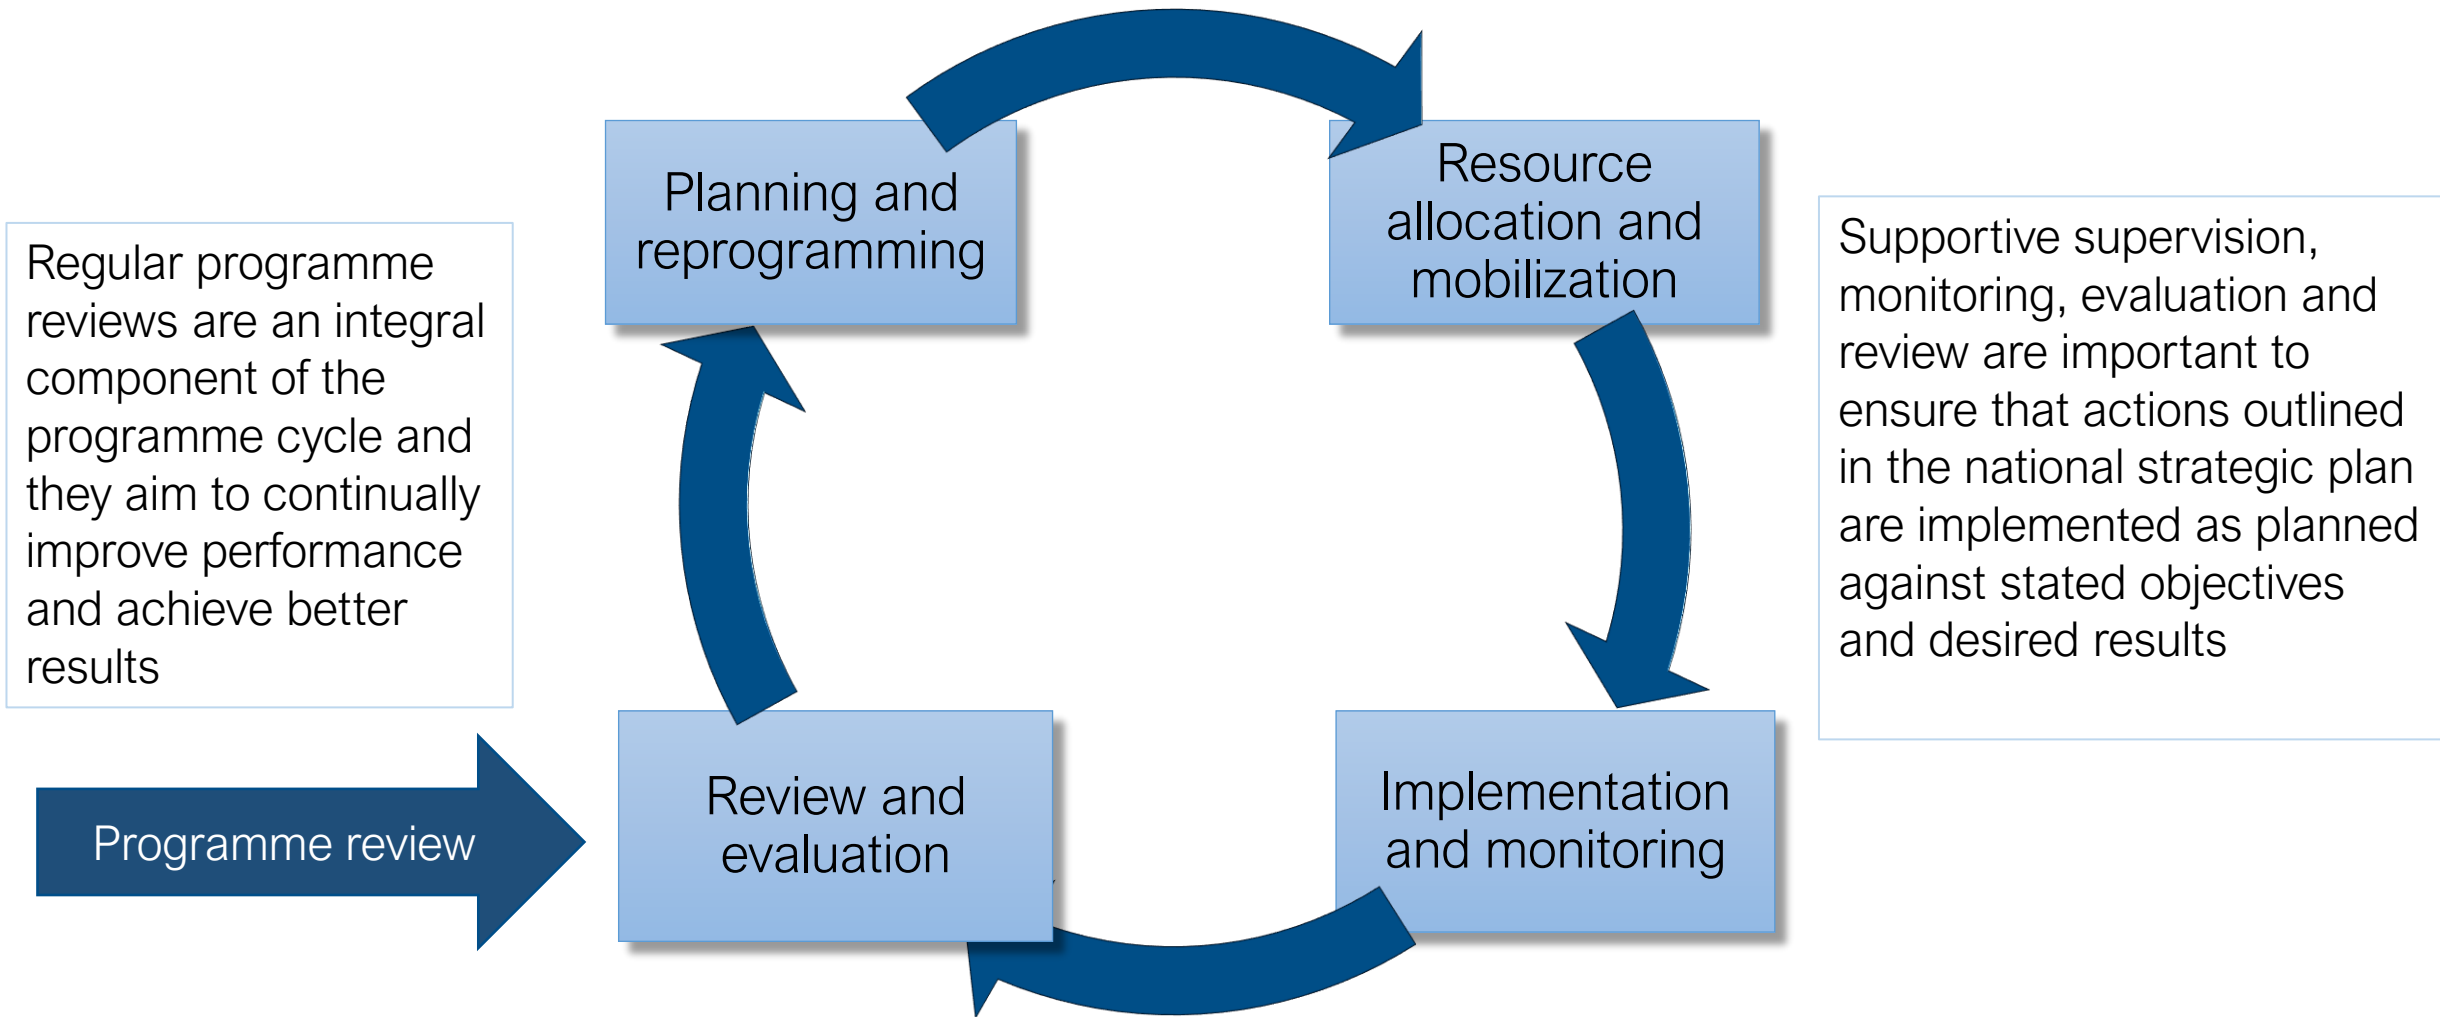 Planning and
reprogramming
Resource
allocation and
mobilization
Regular programme
reviews are an integral
component of the
programme cycle and
they aim to continually
improve performance
and achieve better
results
Supportive supervision,
monitoring, evaluation and
review are important to
ensure that actions outlined
in the national strategic plan
are implemented as planned
against stated objectives
and desired results
Programme review
Review and
evaluation
Implementation
and monitoring